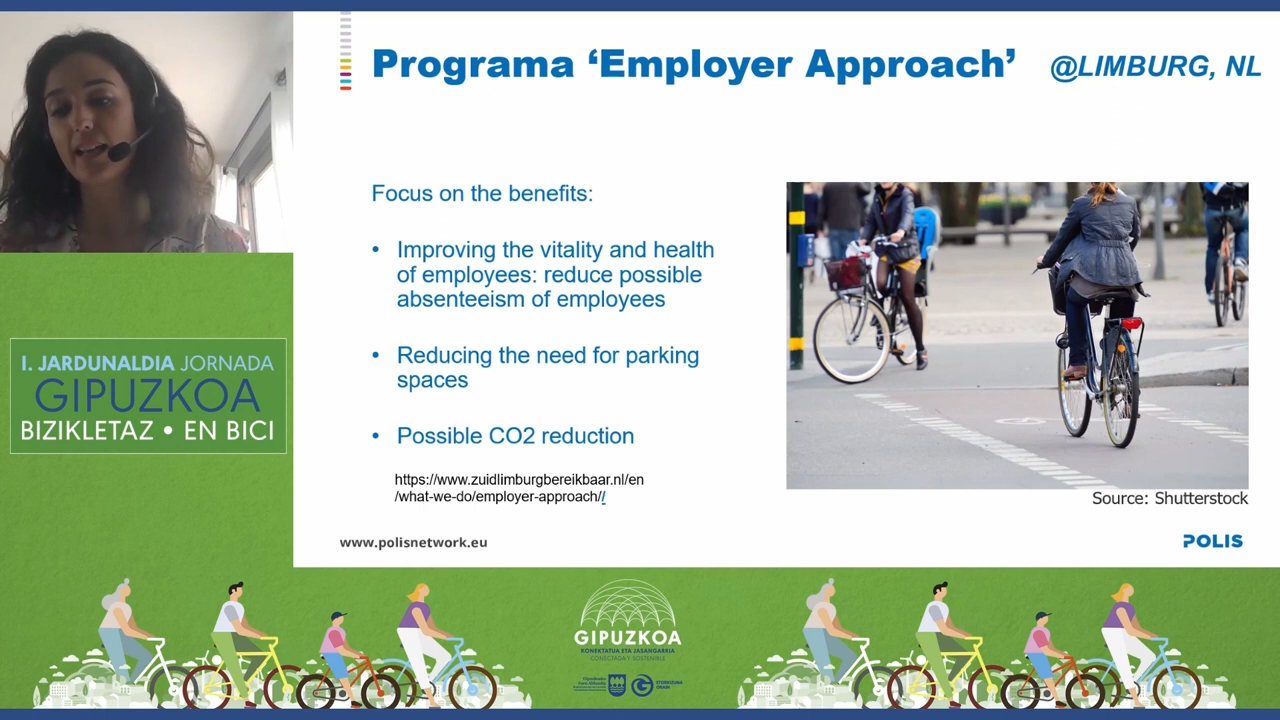 Programa ‘Employer Approach’
@LIMBURG, NL
Focus on the benefits:
• Improving the vitality and health
of employees: reduce possible
absenteeism of employees
• Reducing the need for parking
spaces
• Possible CO2 reduction
https://www.zuidlimburgbereikbaar.nl/en
/what-we-do/employer-approach//
Source: Shutterstock
www.polisnetwork.eu
POLIS
I. JARDUNALDIA JORNADA
GIPUZKOA
BIZIKLETAZ • EN BICI
GIPUZKOA
KONEKTATUA ETA JASANGARRIA
CONECTADA Y SOSTENIBLE